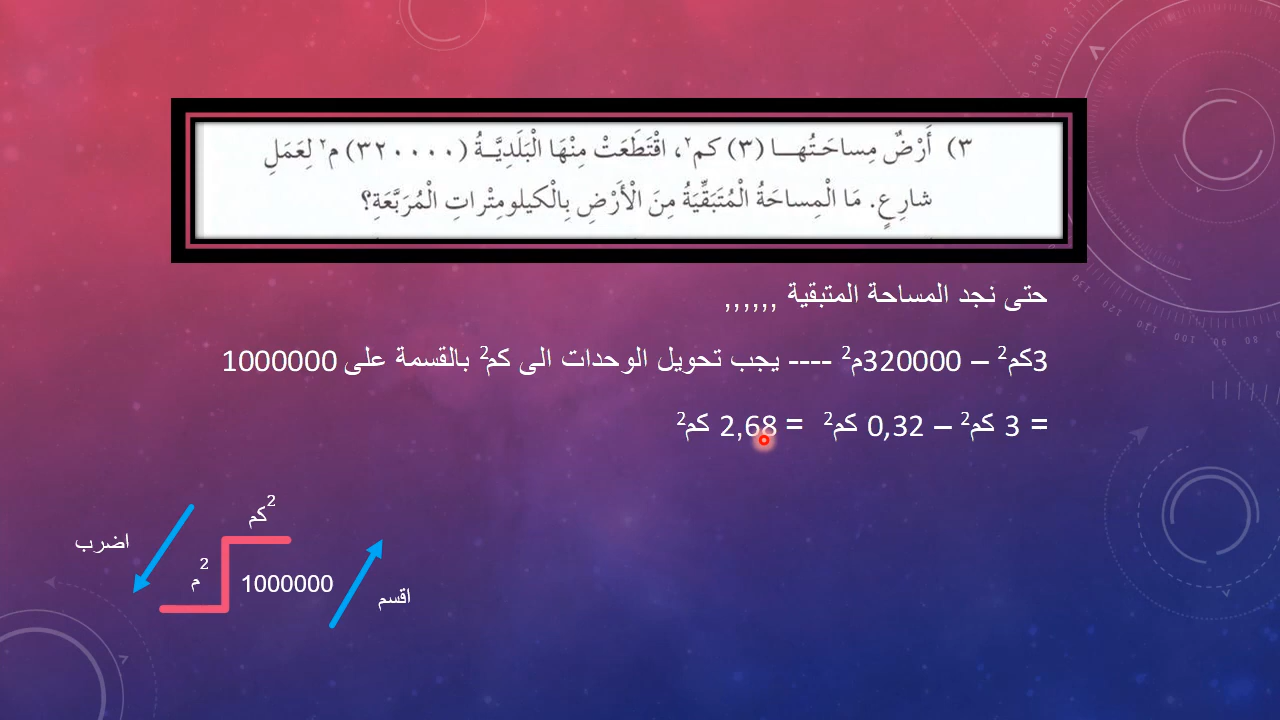 ٣) أَرْضٌ مِساحَتُهـــا (٣) كم٢، اقْتَطَعَتْ مِنْهَا الْبَلَدِيَّــةُ (٣٢٠٠٠٠) م٢ لِعَمَلِ
شارِعٍ. مَا الْمِساحَةُ الْمُتَبَقِّيَةُ مِنَ الْأَرْضِ بِالْكيلومِتْراتِ الْمُرَبَّعَةِ؟
حتى نجد المساحة المتبقية ,,,,,,
3كم2 – 320000م2 ---- يجب تحويل الوحدات الى كم2 بالقسمة على 1000000
= 3 كم2 – 0,32 كم2 = 2,68 كم2
كم2
اضرب
م2
1000000
اقسم